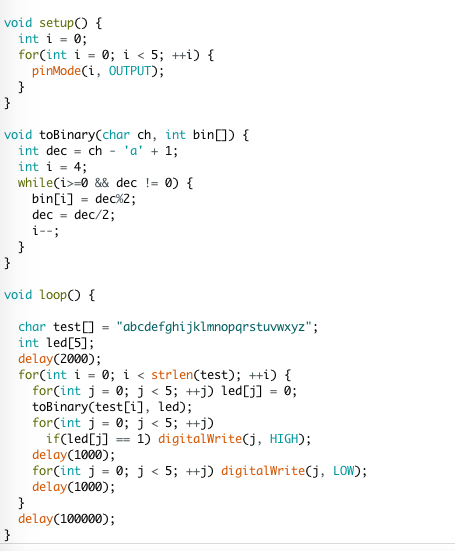 void setup() {
  int i = 0;
  for(int i = 0; i < 5; ++i) {
    pinMode(i, OUTPUT);
  }
}

void toBinary(char ch, int bin[]) {
  int dec = ch - 'a' + 1;
  int i = 4;
  while(i>=0 && dec != 0) {
    bin[i] = dec%2;
    dec = dec/2;
    i--;
  }
}

void loop() {

  char test[] = "abcdefghijklmnopqrstuvwxyz";
  int led[5];
  delay(2000);
  for(int i = 0; i < strlen(test); ++i) {
    for(int j = 0; j < 5; ++j) led[j] = 0;
    toBinary(test[i], led);
    for(int j = 0; j < 5; ++j)
      if(led[j] == 1) digitalWrite(j, HIGH);
    delay(1000);
    for(int j = 0; j < 5; ++j) digitalWrite(j, LOW);
    delay(1000);
  }
  delay(100000);
}